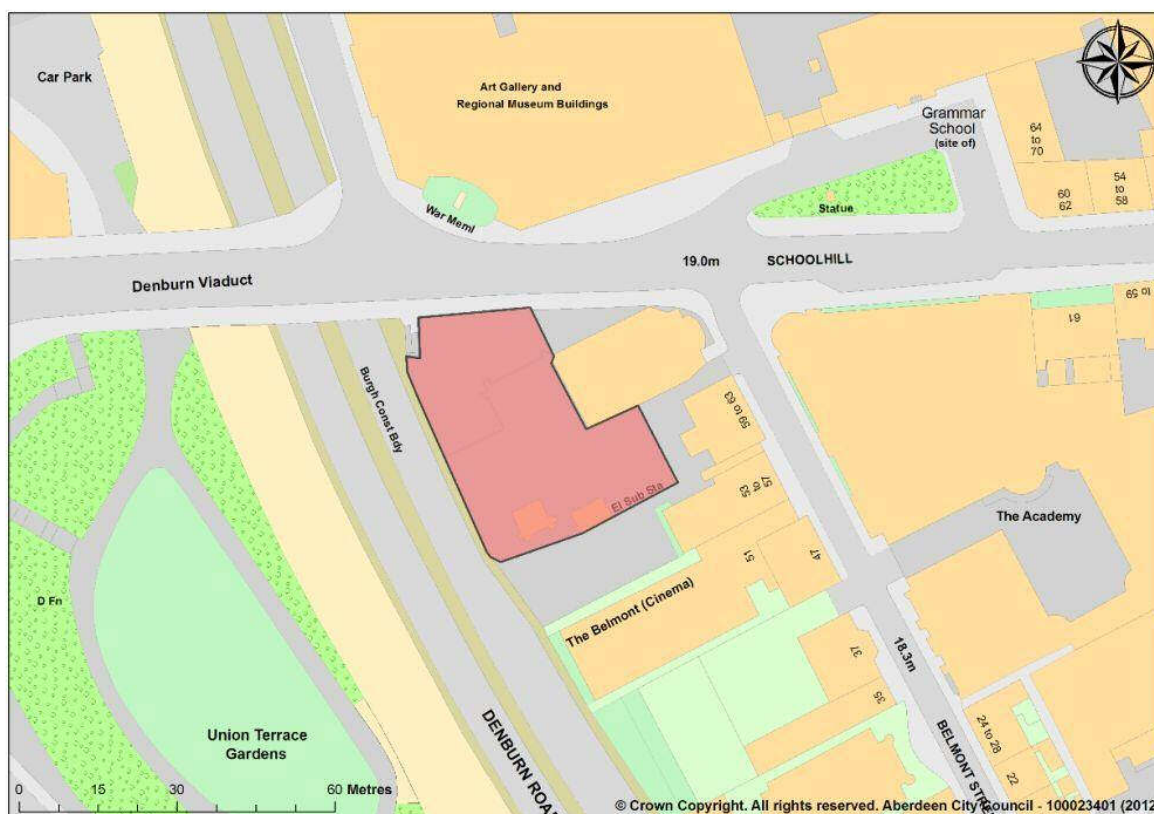 Car Park
Art Gallery and
Regional Museum Buildings
Grammar
School
(site of)
64
to
70
54
to
58
60
62
War Meml
Statue
19.0m
SCHOOLHILL
Denburn Viaduct
61
59 to
Burgh Const Bdy
59 to 63
57
to
53
El Sub Sta
The Academy
47
51
The Belmont (Cinema)
D Fn
37
35
18.3m
Union Terrace
Gardens
DENBURN ROAD
24 to 28
22
BELMONT STRE
0 15 30 60 Metres
© Crown Copyright. All rights reserved. Aberdeen City Council - 100023401 (2012